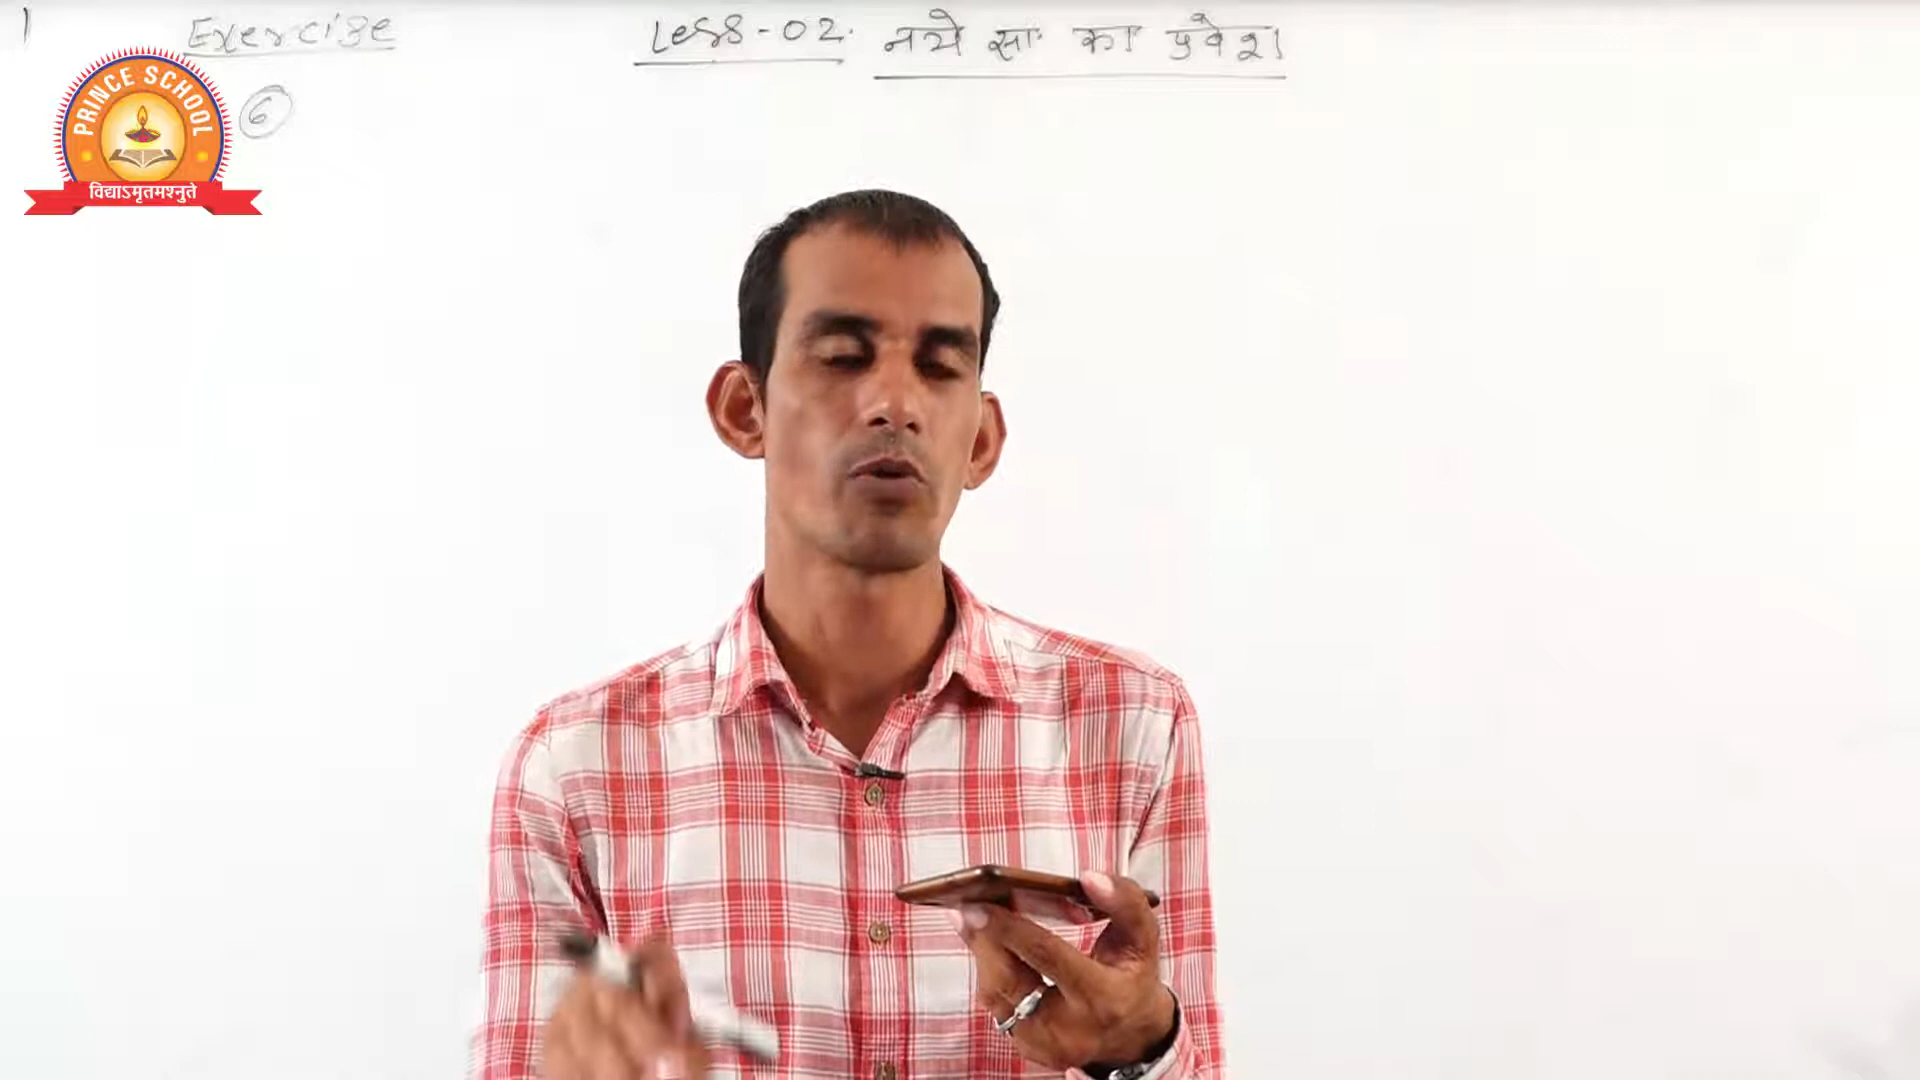 Exercise
Less-02. नये सा. का प्रवेश
6
PRINCE SCHOOL
विद्याऽमृतमश्नुते